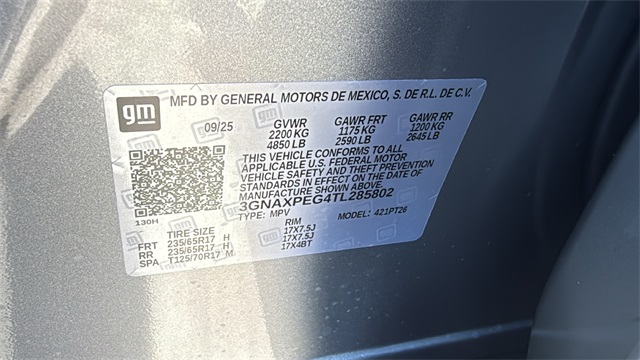 gm MFD BY GENERAL MOTORS DE MEXICO, S. DE R.L. DE C.V.
09/25 GVWR GAWR FRT GAWR RR
2200 KG 1175 KG 1200 KG
4850 LB 2590 LB 2645 LB
THIS VEHICLE CONFORMS TO ALL
APPLICABLE U.S. FEDERAL MOTOR
VEHICLE SAFETY AND THEFT PREVENTION
STANDARDS IN EFFECT ON THE DATE OF
MANUFACTURE SHOWN ABOVE.
3GNAXPEG4TL285802
130H TYPE: MPV MODEL: 421PT26
TIRE SIZE RIM
FRT 235/65R17 H 17X7.5J
RR 235/65R17 H 17X7.5J
SPA T125/70R17 M 17X4BT